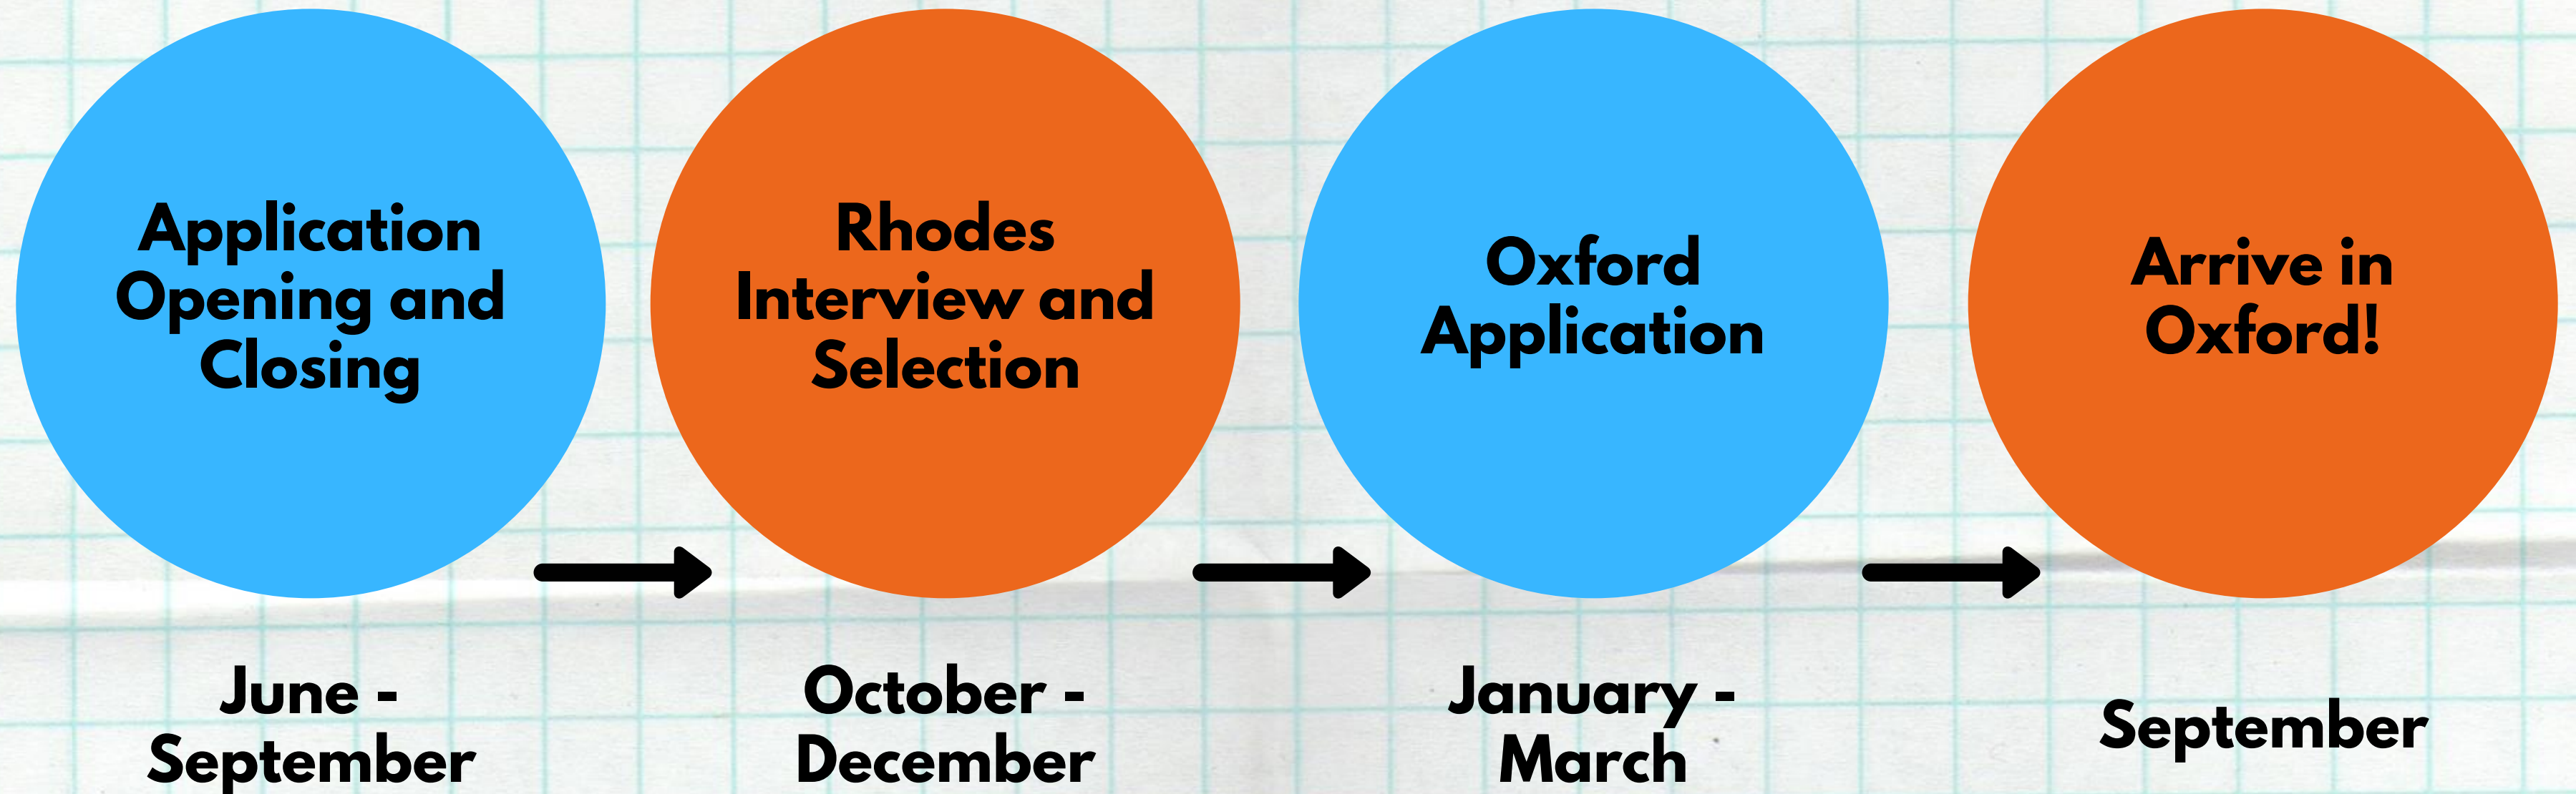 Application
Opening and
Closing
June -
September
Rhodes
Interview and
Selection
October -
December
Oxford
Application
January -
March
Arrive in
Oxford!
September